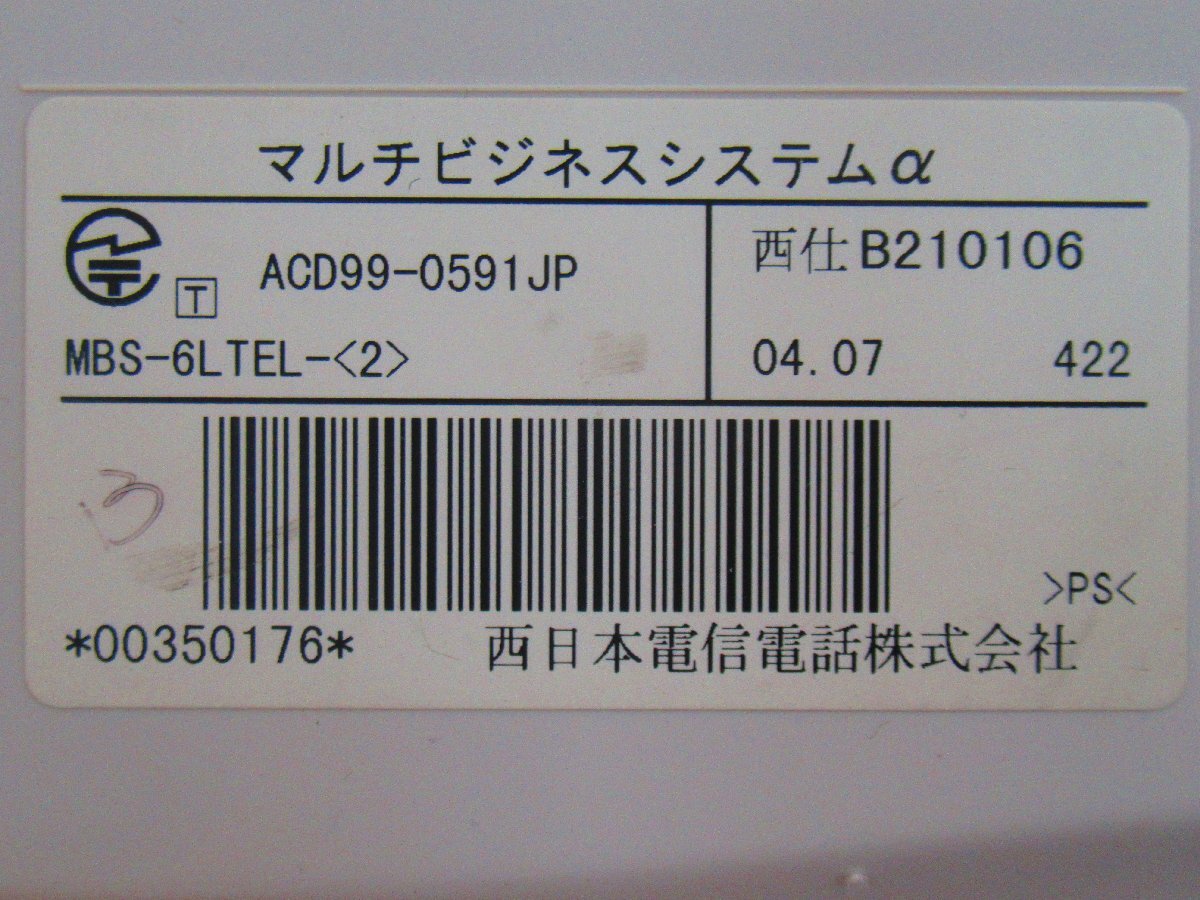 マルチビジネスシステムα
T ACD99-0591JP
MBS-6LTEL-<2>
西仕B210106
04.07 422
3
>PS<
*00350176* 西日本電信電話株式会社